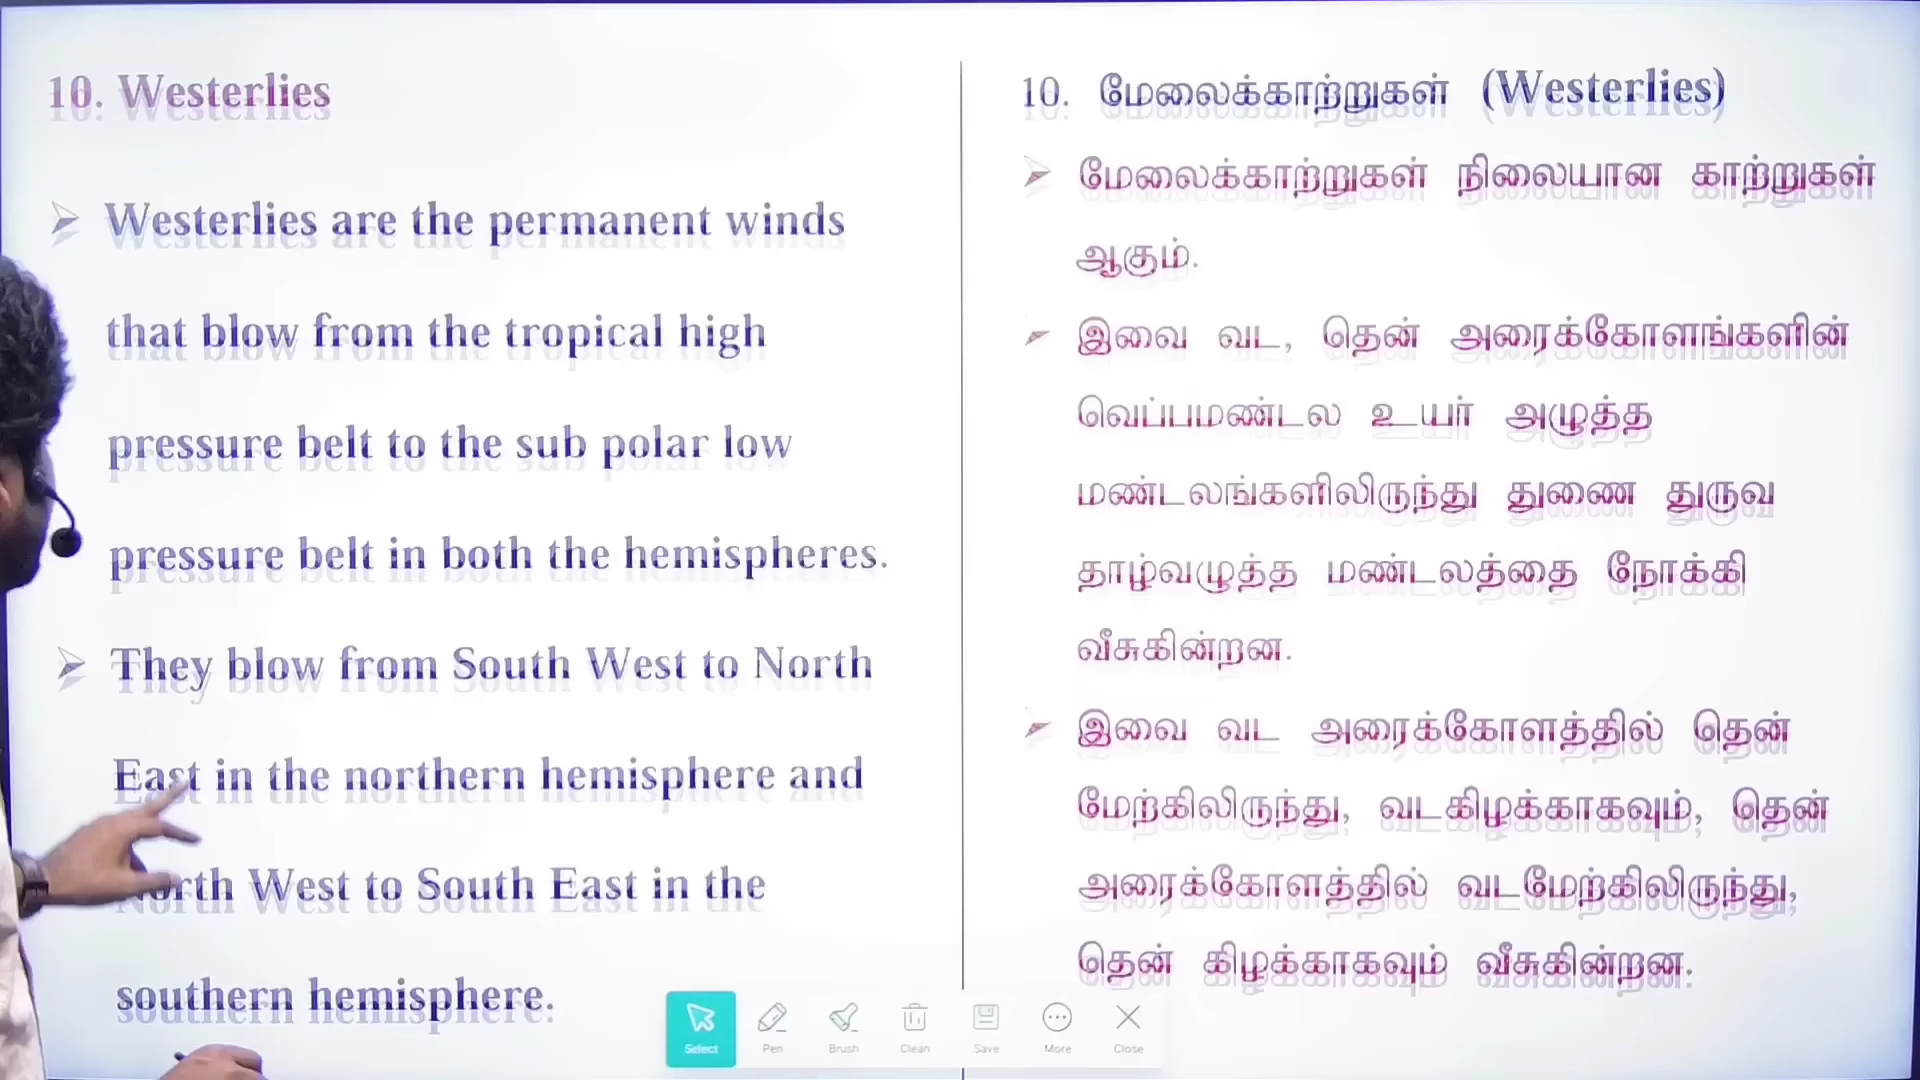 10. Westerlies
➢ Westerlies are the permanent winds
that blow from the tropical high
pressure belt to the sub polar low
pressure belt in both the hemispheres.
➢ They blow from South West to North
East in the northern hemisphere and
North West to South East in the
southern hemisphere.
10. மேலைக்காற்றுகள் (Westerlies)
➢ மேலைக்காற்றுகள் நிலையான காற்றுகள்
ஆகும்.
➢ இவை வட, தென் அரைக்கோளங்களின்
வெப்பமண்டல உயர் அழுத்த
மண்டலங்களிலிருந்து துணை துருவ
தாழ்வழுத்த மண்டலத்தை நோக்கி
வீசுகின்றன.
➢ இவை வட அரைக்கோளத்தில் தென்
மேற்கிலிருந்து, வடகிழக்காகவும், தென்
அரைக்கோளத்தில் வடமேற்கிலிருந்து,
தென் கிழக்காகவும் வீசுகின்றன.
Select Pen Brush Clean Save More Close